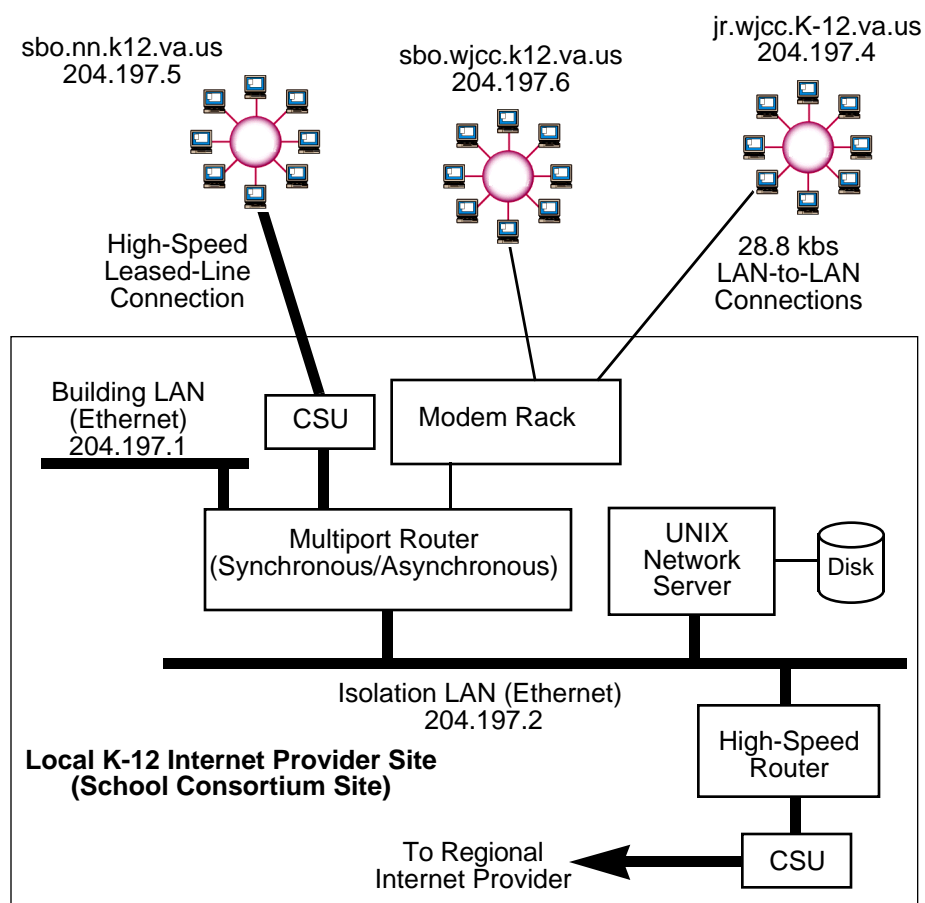 sbo.nn.k12.va.us
204.197.5
sbo.wjcc.k12.va.us
204.197.6
jr.wjcc.K-12.va.us
204.197.4
High-Speed
Leased-Line
Connection
28.8 kbs
LAN-to-LAN
Connections
Building LAN
(Ethernet)
204.197.1
CSU
Modem Rack
Multiport Router
(Synchronous/Asynchronous)
UNIX
Network
Server
Disk
Isolation LAN (Ethernet)
204.197.2
Local K-12 Internet Provider Site
(School Consortium Site)
High-Speed
Router
To Regional
Internet Provider
CSU